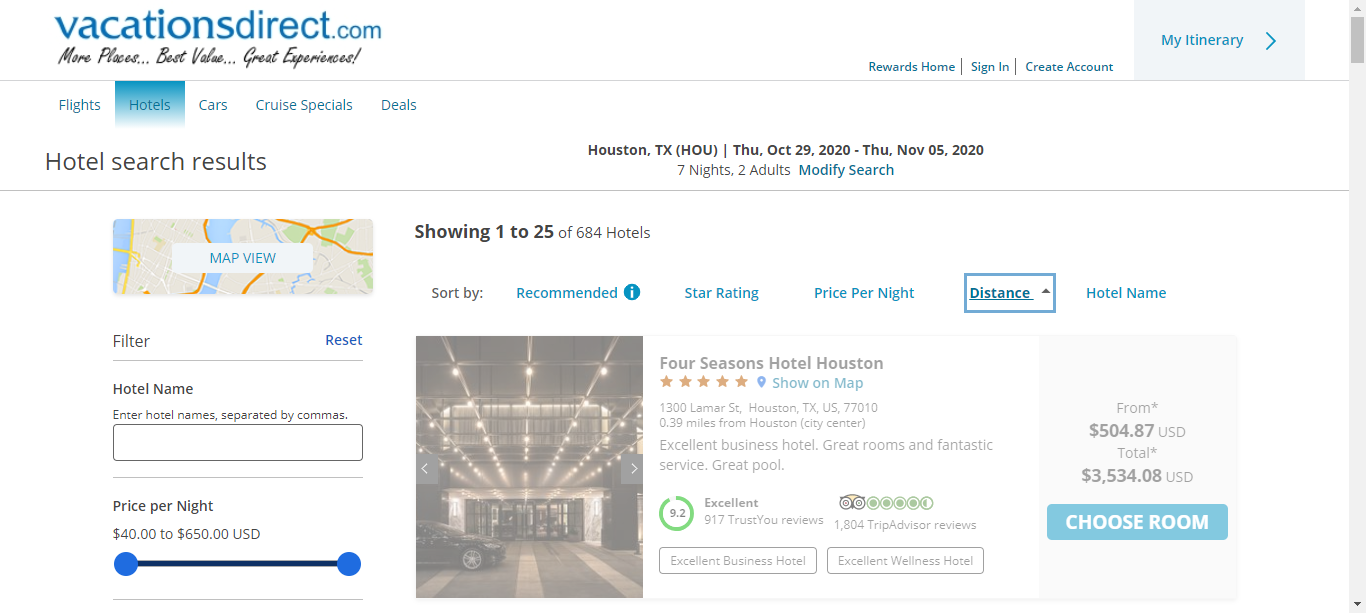 vacationsdirect.com
More Places... Best Value... Great Experiences!
My Itinerary
Rewards Home
Sign In
Create Account
Flights
Hotels
Cars
Cruise Specials
Deals
Hotel search results
Houston, TX (HOU) | Thu, Oct 29, 2020 - Thu, Nov 05, 2020
7 Nights, 2 Adults Modify Search
MAP VIEW
Showing 1 to 25 of 684 Hotels
Sort by:
Recommended
Star Rating
Price Per Night
Distance
Hotel Name
Filter
Reset
Hotel Name
Enter hotel names, separated by commas.
Price per Night
$40.00 to $650.00 USD
Four Seasons Hotel Houston
Show on Map
1300 Lamar St, Houston, TX, US, 77010
0.39 miles from Houston (city center)
Excellent business hotel. Great rooms and fantastic
service. Great pool.
9.2
Excellent
917 TrustYou reviews
1,804 TripAdvisor reviews
Excellent Business Hotel
Excellent Wellness Hotel
From*
$504.87 USD
Total*
$3,534.08 USD
CHOOSE ROOM